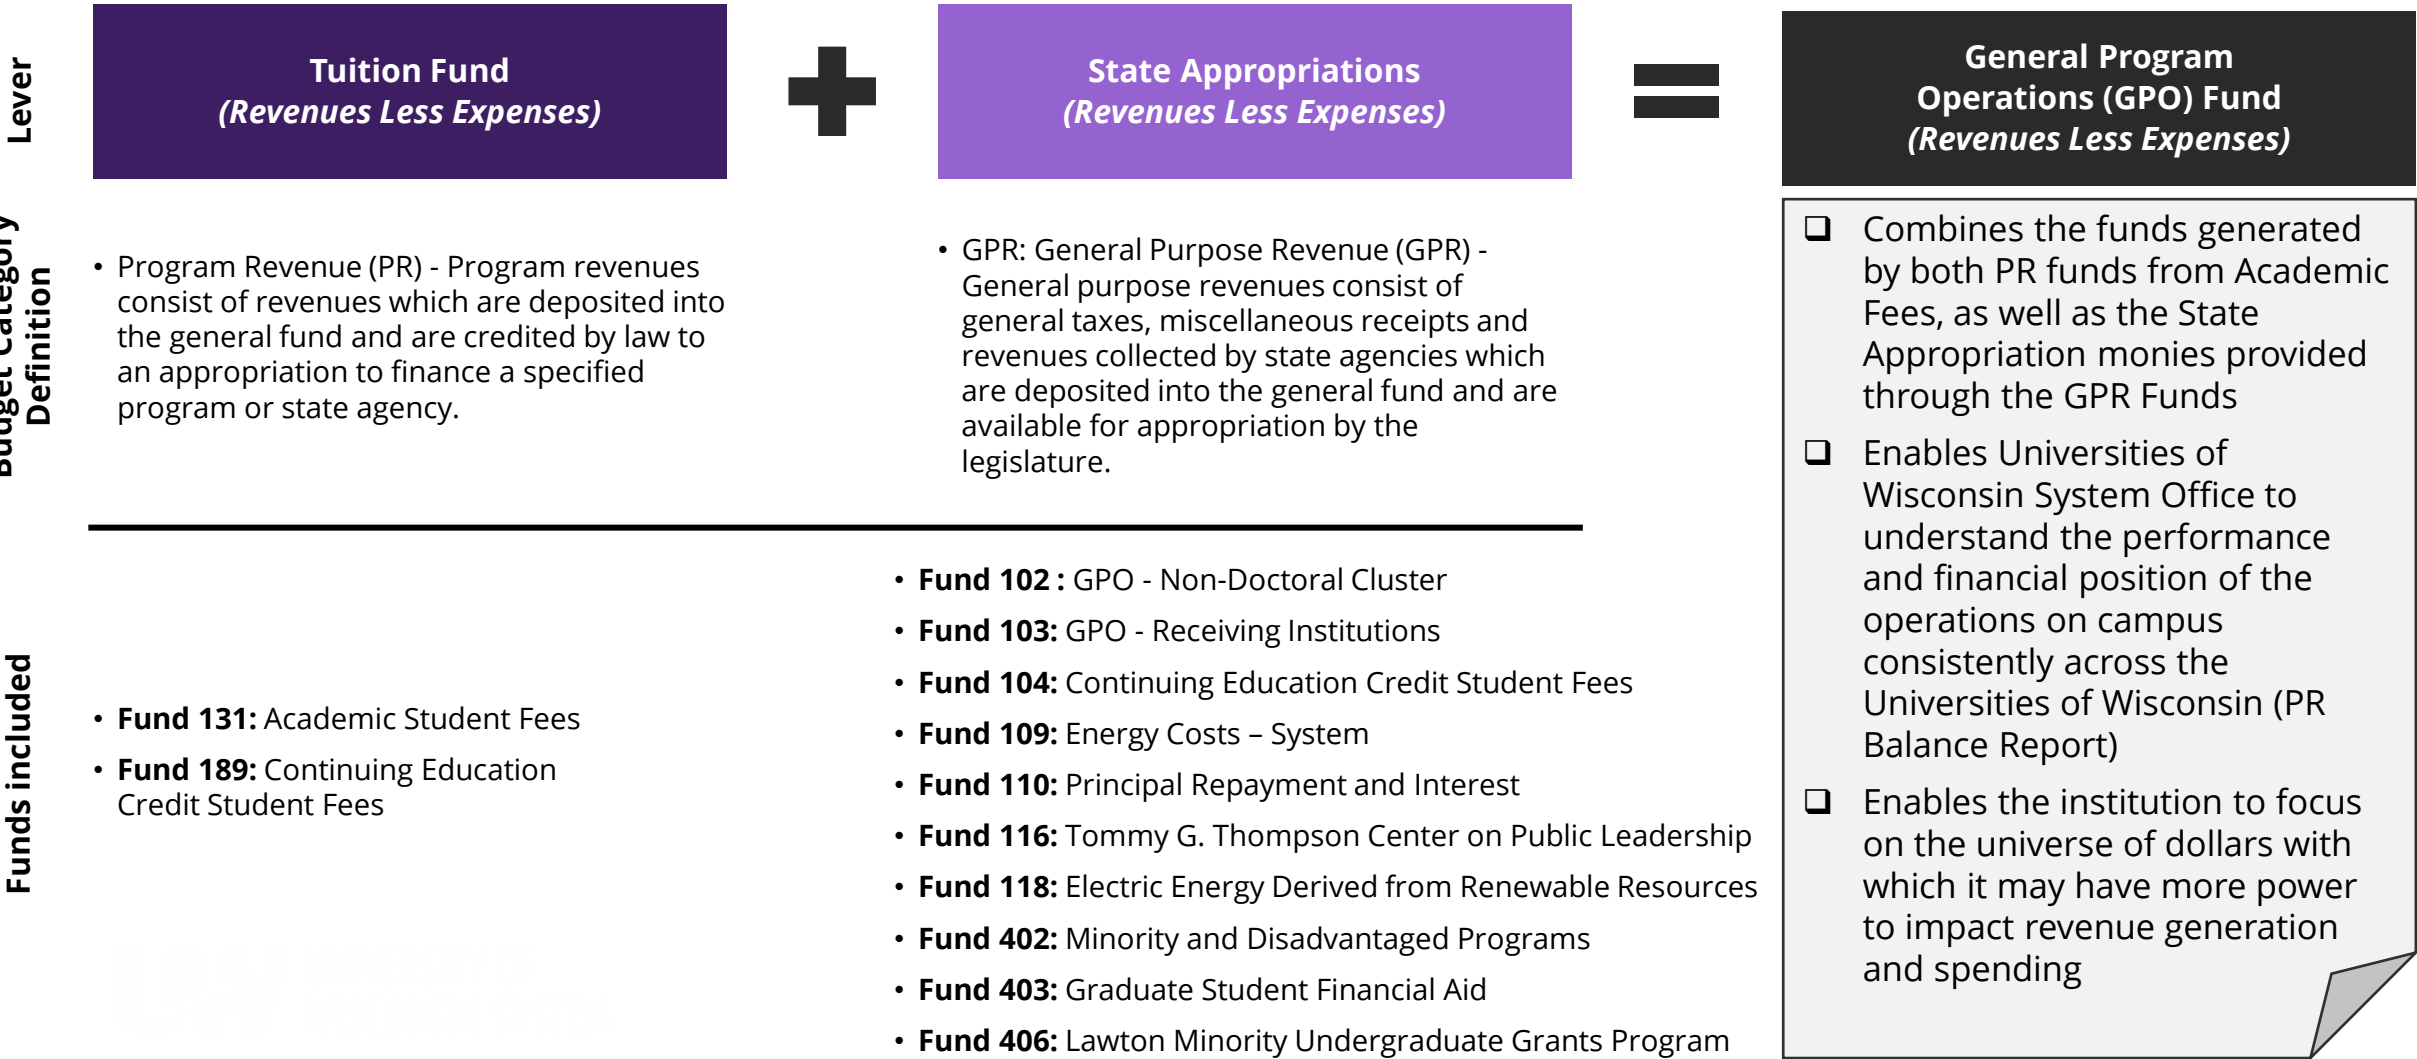 Lever
Tuition Fund
(Revenues Less Expenses)
State Appropriations
(Revenues Less Expenses)
General Program
Operations (GPO) Fund
(Revenues Less Expenses)
Budget Category
Definition
• Program Revenue (PR) - Program revenues
consist of revenues which are deposited into
the general fund and are credited by law to
an appropriation to finance a specified
program or state agency.
• GPR: General Purpose Revenue (GPR) -
General purpose revenues consist of
general taxes, miscellaneous receipts and
revenues collected by state agencies which
are deposited into the general fund and are
available for appropriation by the
legislature.
Funds included
• Fund 131: Academic Student Fees
• Fund 189: Continuing Education
Credit Student Fees
• Fund 102 : GPO - Non-Doctoral Cluster
• Fund 103: GPO - Receiving Institutions
• Fund 104: Continuing Education Credit Student Fees
• Fund 109: Energy Costs – System
• Fund 110: Principal Repayment and Interest
• Fund 116: Tommy G. Thompson Center on Public Leadership
• Fund 118: Electric Energy Derived from Renewable Resources
• Fund 402: Minority and Disadvantaged Programs
• Fund 403: Graduate Student Financial Aid
• Fund 406: Lawton Minority Undergraduate Grants Program
❑ Combines the funds generated
by both PR funds from Academic
Fees, as well as the State
Appropriation monies provided
through the GPR Funds
❑ Enables Universities of
Wisconsin System Office to
understand the performance
and financial position of the
operations on campus
consistently across the
Universities of Wisconsin (PR
Balance Report)
❑ Enables the institution to focus
on the universe of dollars with
which it may have more power
to impact revenue generation
and spending